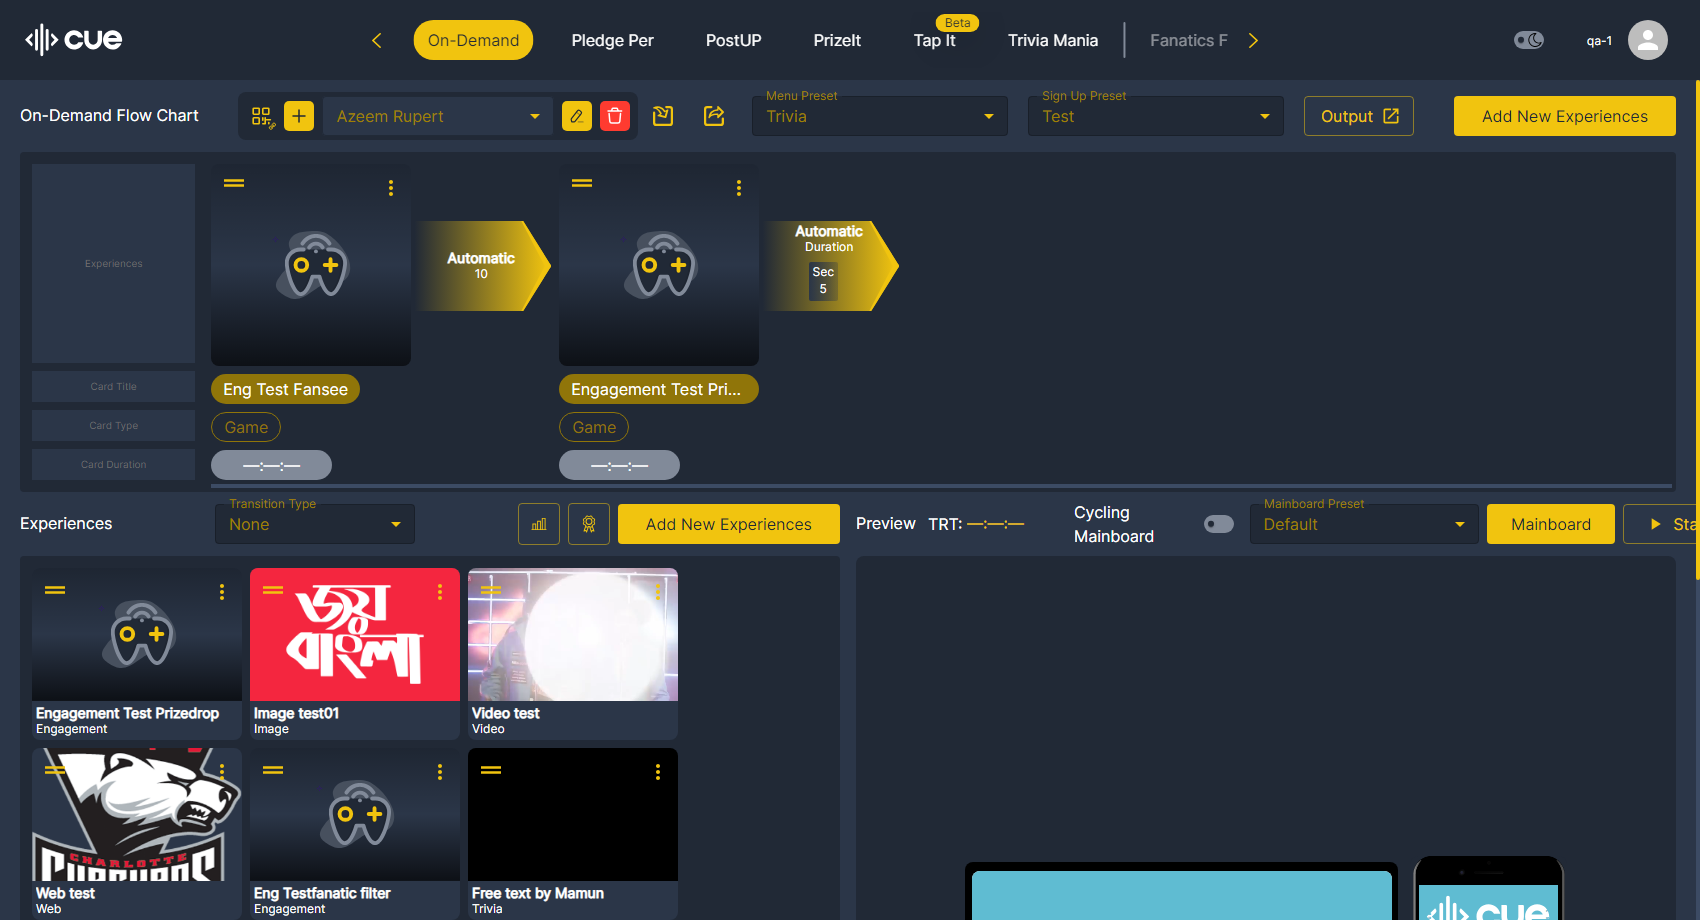 cue
On-Demand
Pledge Per
PostUP
PrizeIt
Tap It
Beta
Trivia Mania
Fanatics F
qa-1
On-Demand Flow Chart
Azeem Rupert
Menu Preset
Trivia
Sign Up Preset
Test
Output
Add New Experiences
Experiences
Card Title
Card Type
Card Duration
Automatic
10
Automatic
Duration
Sec
5
Eng Test Fansee
Engagement Test Pri...
Game
Game
—:—:—
—:—:—
Experiences
Transition Type
None
Add New Experiences
Preview
TRT: —:—:—
Cycling
Mainboard
Mainboard Preset
Default
Mainboard
Sta
জয়
বাংলা
Engagement Test Prizedrop
Engagement
Image test01
Image
Video test
Video
CHARLOTTE
Web test
Web
Eng Testfanatic filter
Engagement
Free text by Mamun
Trivia
cue